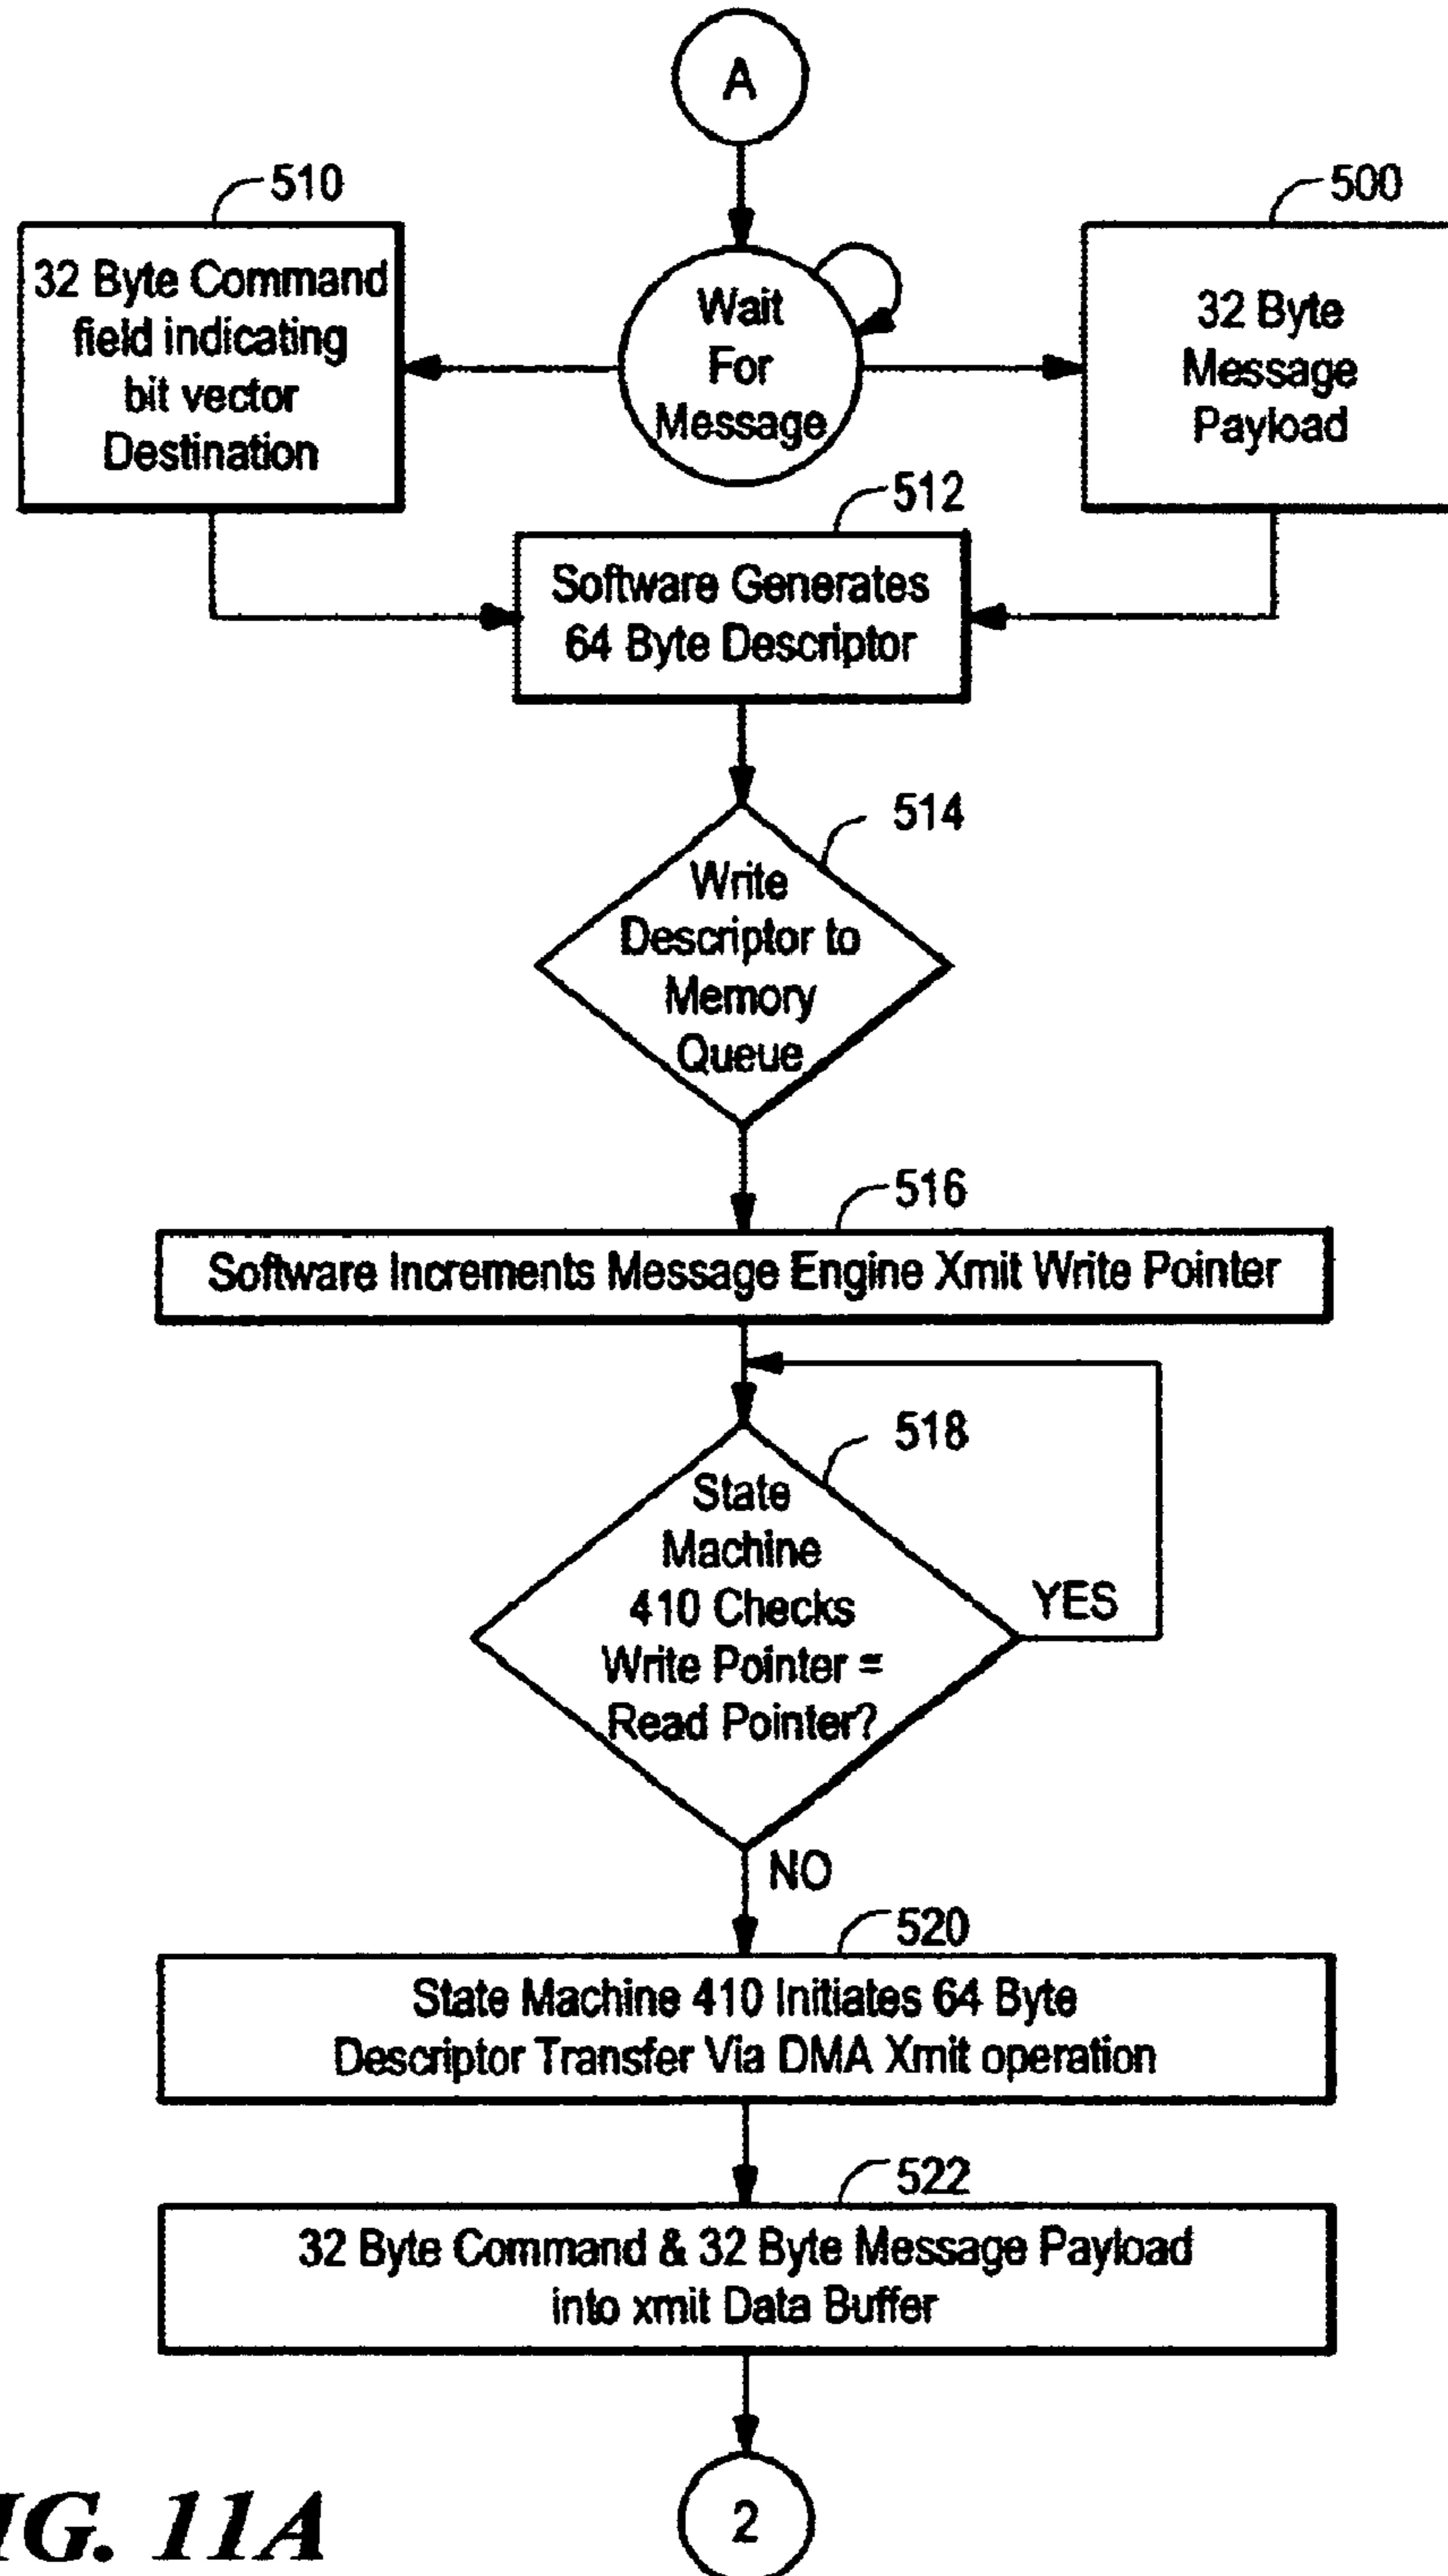 A
510
500
32 Byte Command
field indicating
bit vector
Destination
Wait
For
Message
32 Byte
Message
Payload
512
Software Generates
64 Byte Descriptor
514
Write
Descriptor to
Memory
Queue
516
Software Increments Message Engine Xmit Write Pointer
518
State
Machine
410 Checks
Write Pointer =
Read Pointer?
YES
NO
520
State Machine 410 Initiates 64 Byte
Descriptor Transfer Via DMA Xmit operation
522
32 Byte Command & 32 Byte Message Payload
into xmit Data Buffer
2
IG. 11A